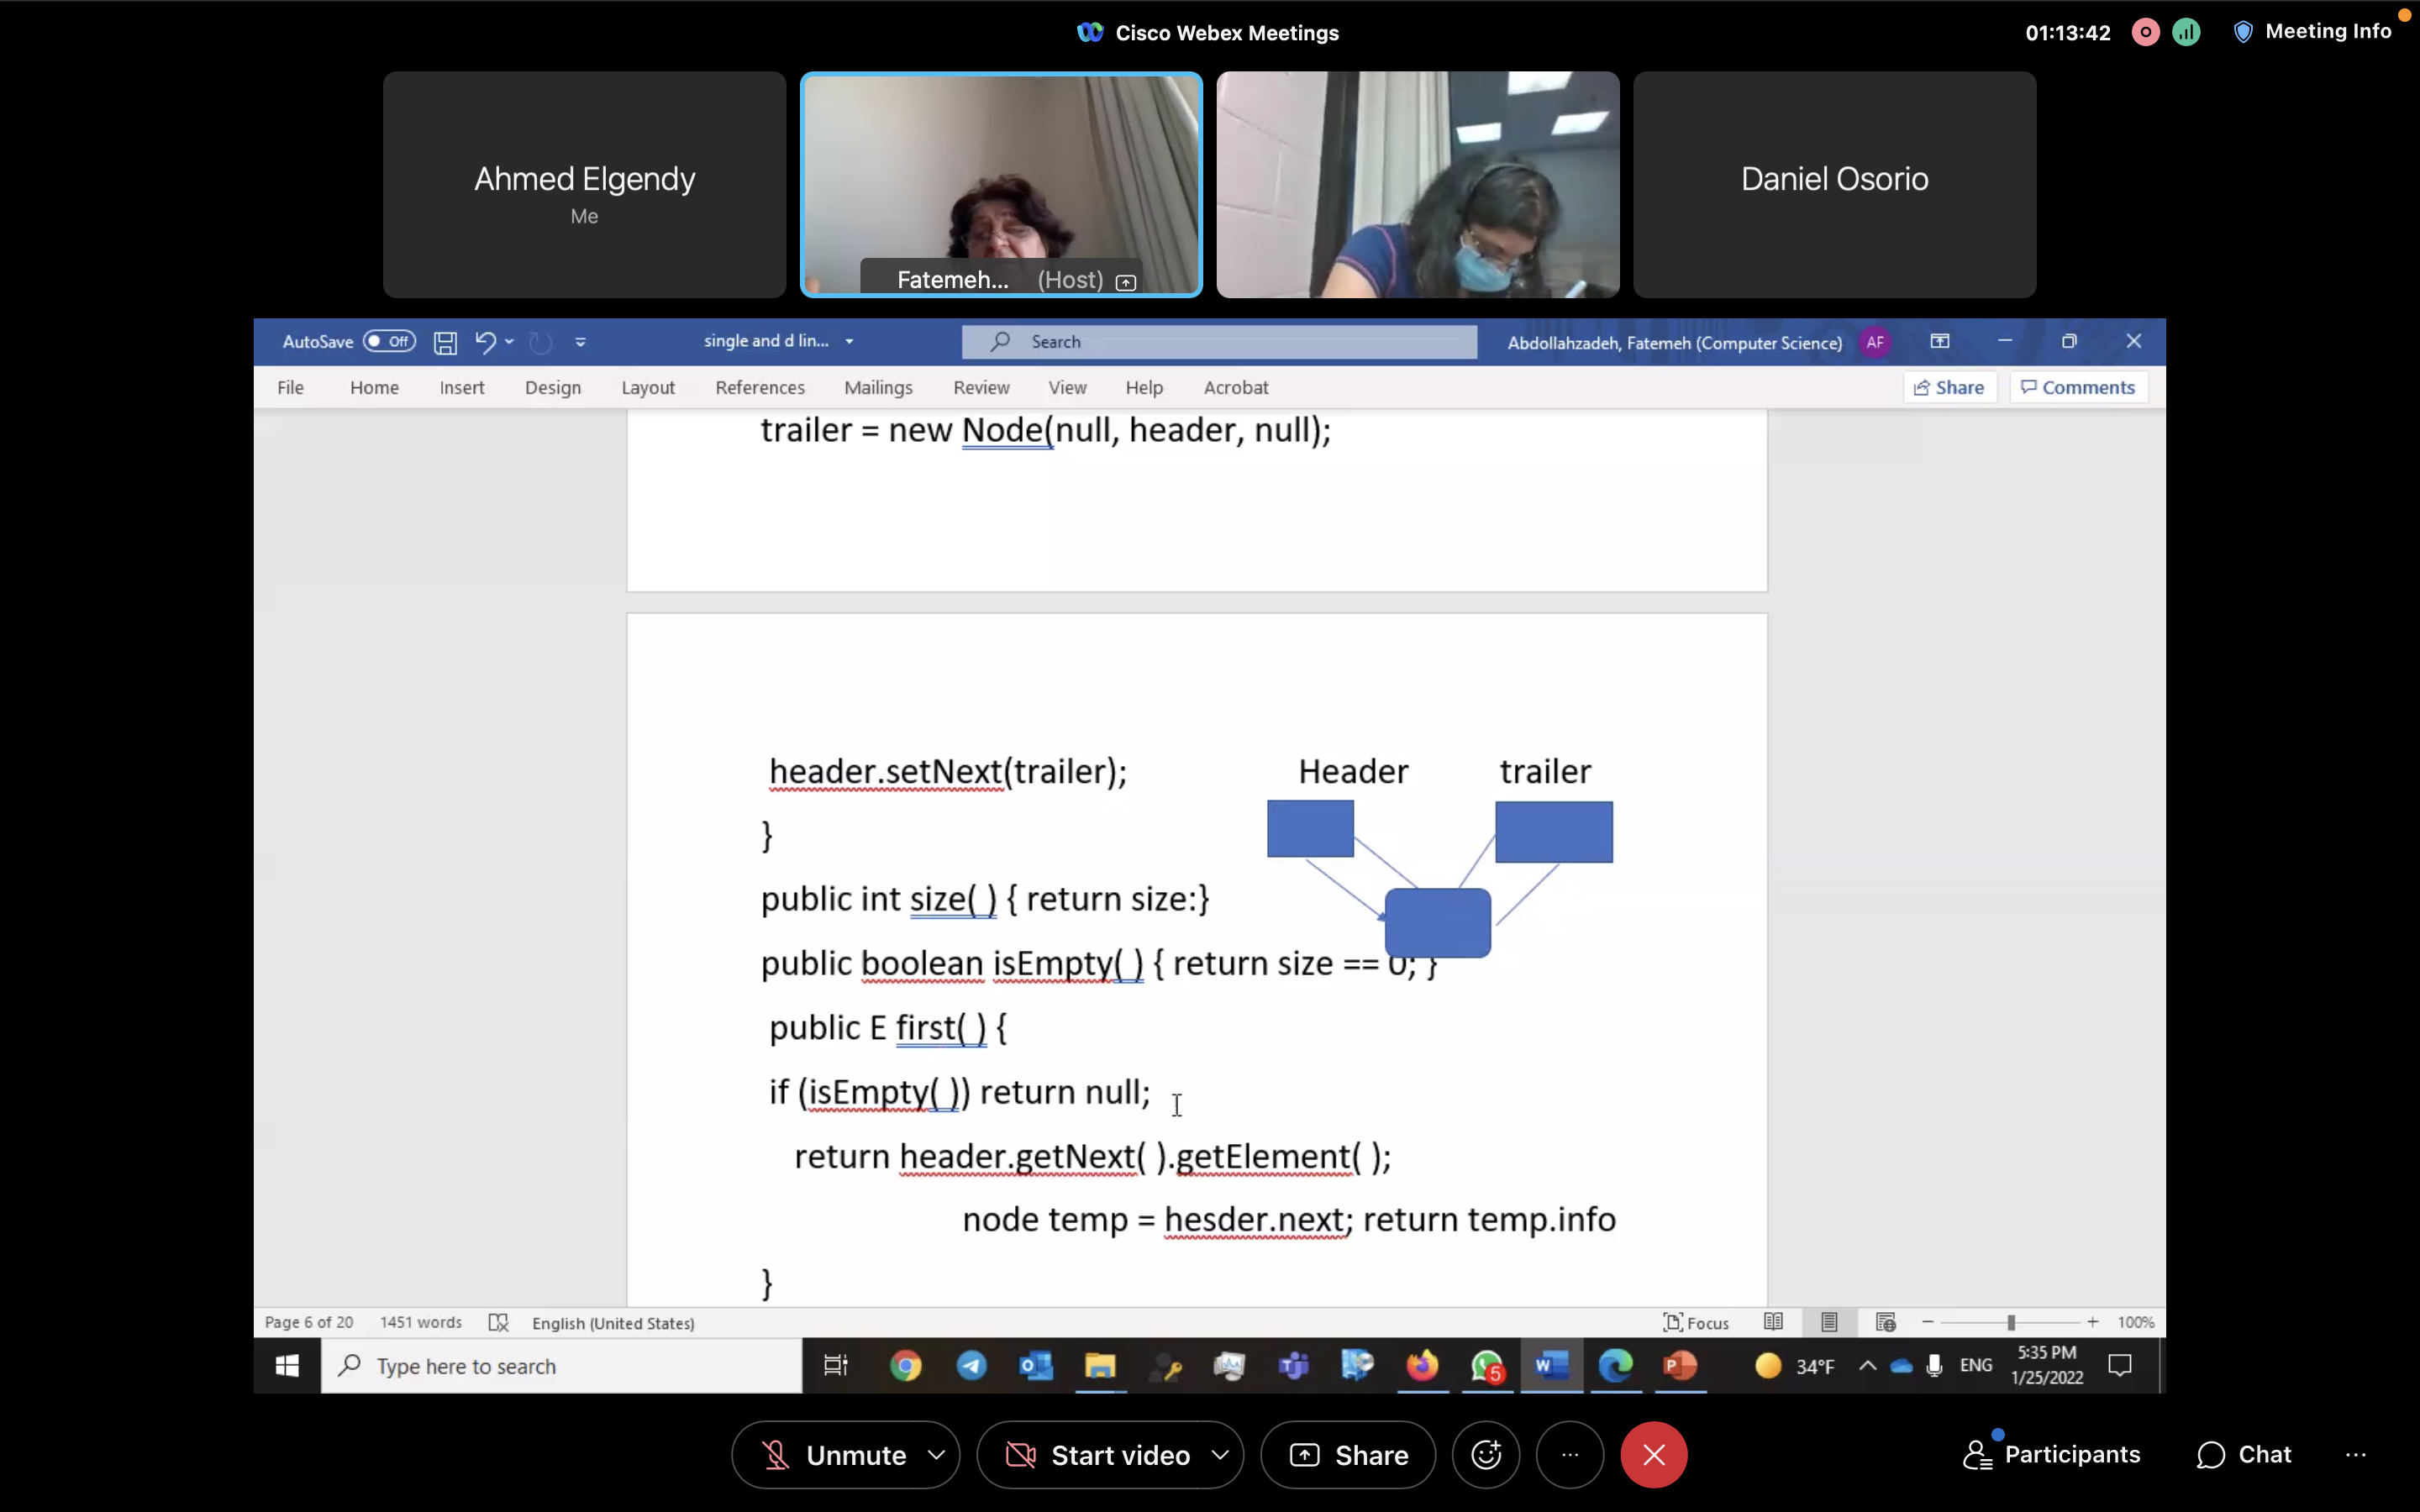 Cisco Webex Meetings
01:13:42
Meeting Info
Ahmed Elgendy
Me
Fatemeh... (Host)
Daniel Osorio
AutoSave Off
single and d lin...
Search
Abdollahzadeh, Fatemeh (Computer Science) AF
File Home Insert Design Layout References Mailings Review View Help Acrobat
Share Comments
trailer = new Node(null, header, null);
header.setNext(trailer);
Header trailer
}
public int size( ) { return size:}
public boolean isEmpty( ) { return size == 0; }
public E first( ) {
if (isEmpty( )) return null;
return header.getNext( ).getElement( );
node temp = hesder.next; return temp.info
}
Page 6 of 20 1451 words English (United States)
Focus 100%
Type here to search
5
34°F ENG
5:35 PM
1/25/2022
Unmute Start video Share
Participants Chat